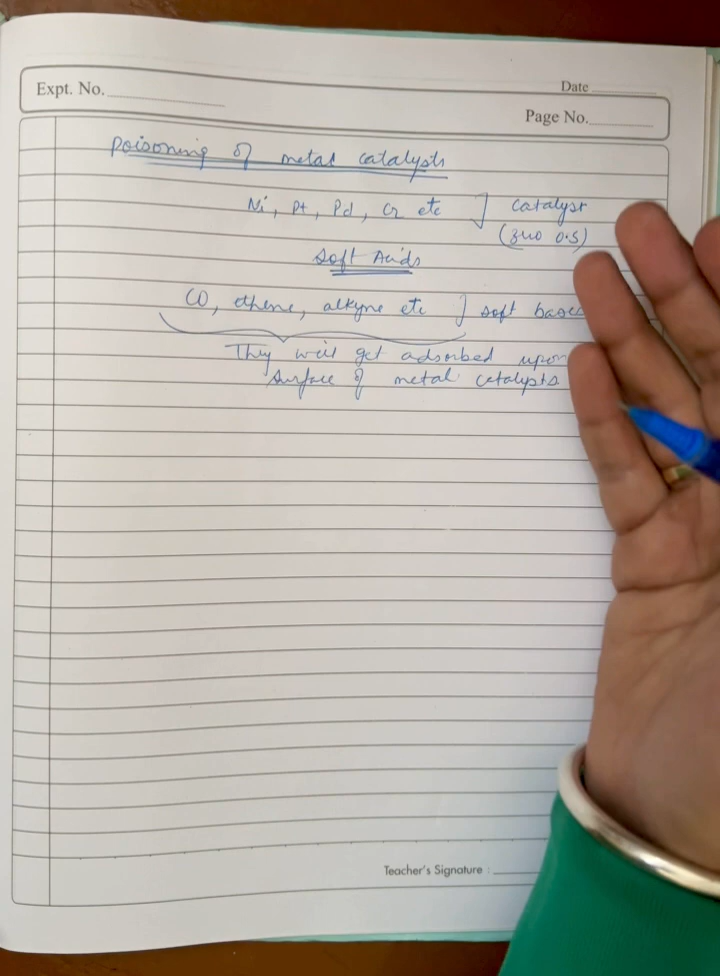 Expt. No.
Date
Page No.
Poisoning of metal catalysts
Ni, Pt, Pd, Cr etc ] catalyst
(zero O.S)
Soft Acids
CO, ethene, alkyne etc ] soft bases
They will get adsorbed upon
surface of metal catalysts
Teacher's Signature :